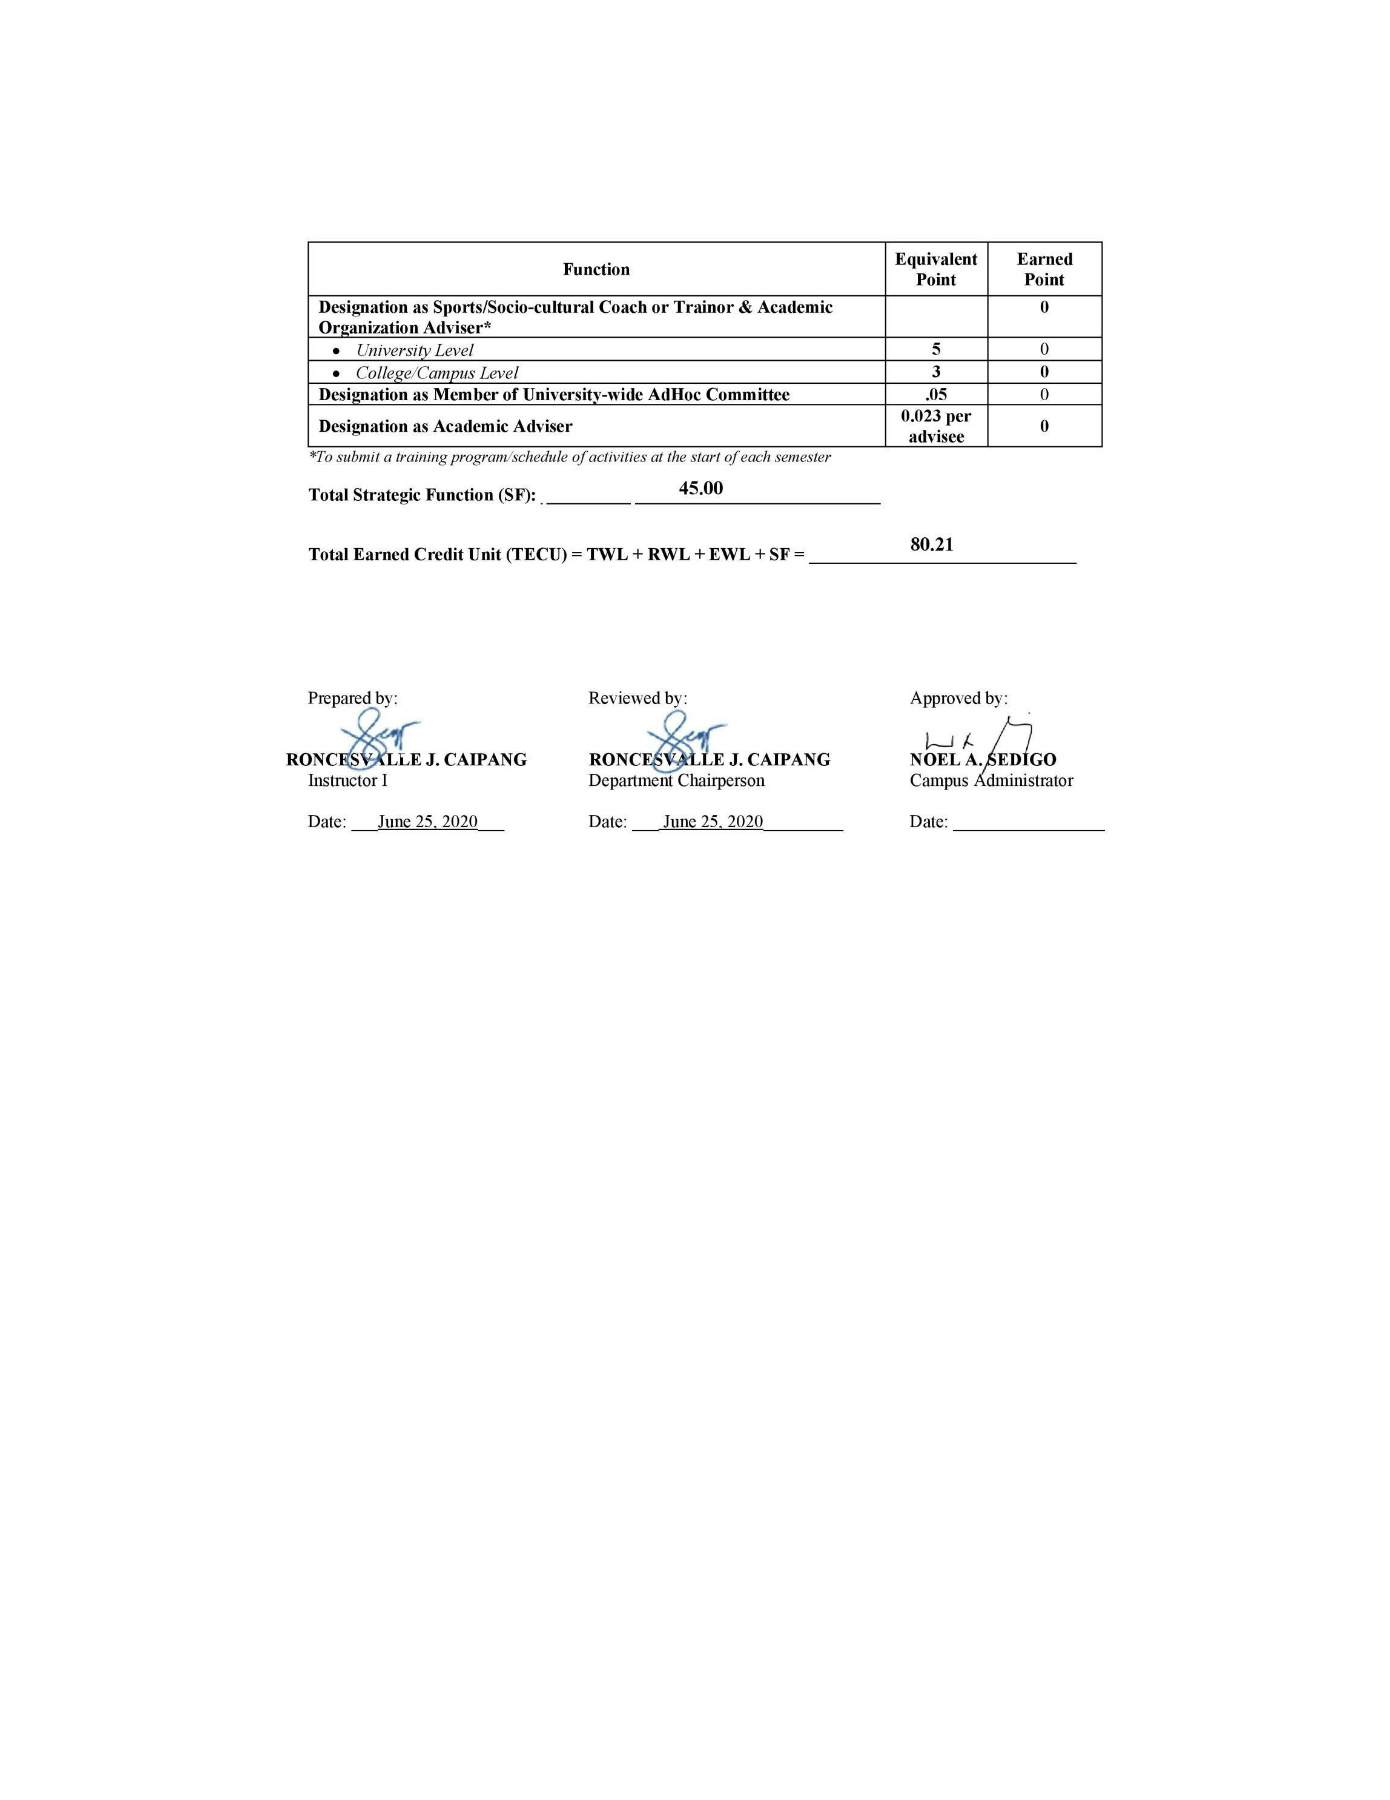 Function Equivalent Point Earned Point
Designation as Sports/Socio-cultural Coach or Trainor & Academic 0
Organization Adviser*
• University Level 5 0
• College/Campus Level 3 0
Designation as Member of University-wide AdHoc Committee .05 0
Designation as Academic Adviser 0.023 per advisee 0
*To submit a training program/schedule of activities at the start of each semester
Total Strategic Function (SF): 45.00
Total Earned Credit Unit (TECU) = TWL + RWL + EWL + SF = 80.21
Prepared by: Reviewed by: Approved by:
RONCESVALLE J. CAIPANG RONCESVALLE J. CAIPANG NOEL A. SEDIGO
Instructor I Department Chairperson Campus Administrator
Date: June 25, 2020 Date: June 25, 2020 Date: